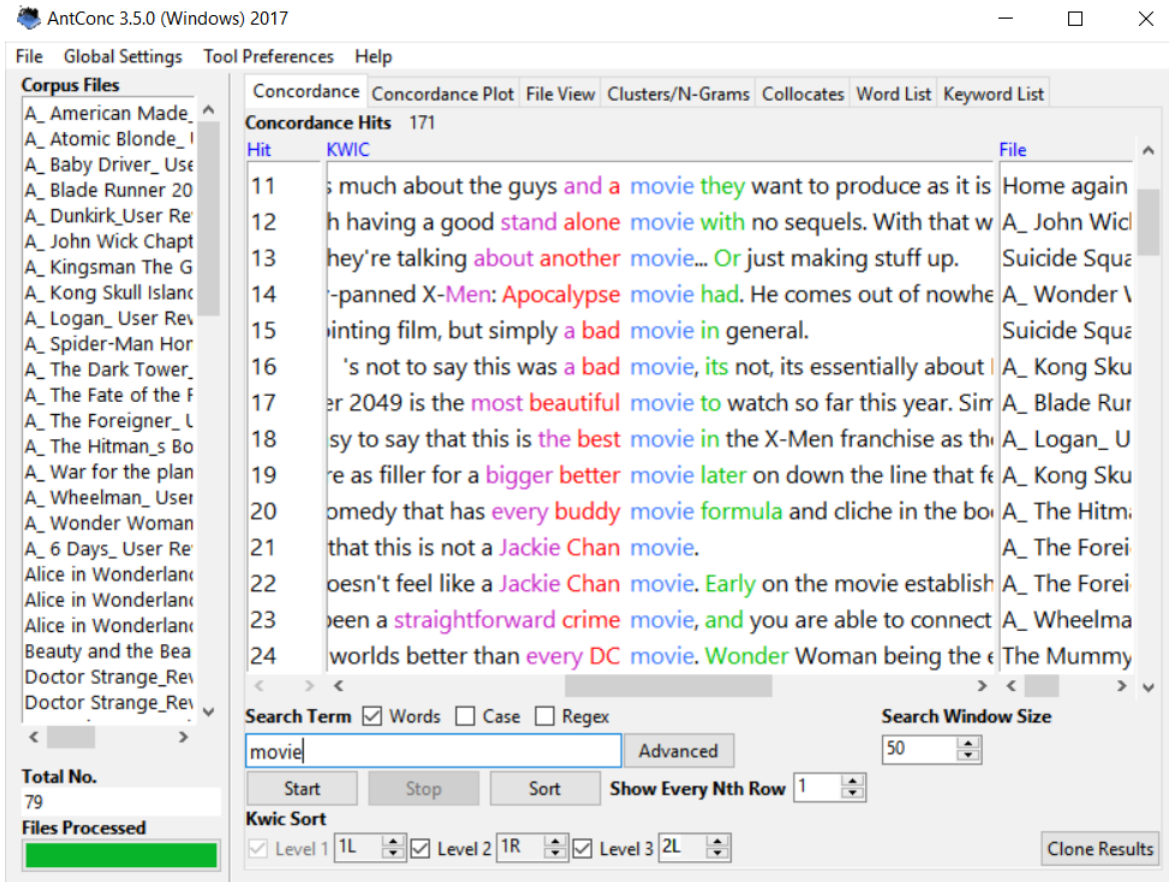 AntConc 3.5.0 (Windows) 2017
File Global Settings Tool Preferences Help
Corpus Files
A_ American Made_
A_ Atomic Blonde_
A_ Baby Driver_ Use
A_ Blade Runner 20
A_ Dunkirk_User Re
A_ John Wick Chapt
A_ Kingsman The G
A_ Kong Skull Islan
A_ Logan_ User Rev
A_ Spider-Man Hor
A_ The Dark Tower_
A_ The Fate of the F
A_ The Foreigner_
A_ The Hitman_s Bo
A_ War for the plan
A_ Wheelman_ User
A_ Wonder Woman
A_ 6 Days_ User Re
Alice in Wonderland
Alice in Wonderland
Alice in Wonderland
Beauty and the Bea
Doctor Strange_Rev
Doctor Strange_Rev
Total No.
79
Files Processed
Concordance Concordance Plot File View Clusters/N-Grams Collocates Word List Keyword List
Concordance Hits 171
Hit KWIC File
11 s much about the guys and a movie they want to produce as it is Home again
12 h having a good stand alone movie with no sequels. With that w A_ John Wicl
13 hey're talking about another movie... Or just making stuff up. Suicide Squa
14 -panned X-Men: Apocalypse movie had. He comes out of nowhe A_ Wonder
15 inting film, but simply a bad movie in general. Suicide Squa
16 's not to say this was a bad movie, its not, its essentially about A_ Kong Sku
17 er 2049 is the most beautiful movie to watch so far this year. Sim A_ Blade Rur
18 sy to say that this is the best movie in the X-Men franchise as th A_ Logan_ U
19 re as filler for a bigger better movie later on down the line that fe A_ Kong Sku
20 omedy that has every buddy movie formula and cliche in the bo A_ The Hitm
21 that this is not a Jackie Chan movie. A_ The Forei
22 oesn't feel like a Jackie Chan movie. Early on the movie establish A_ The Forei
23 been a straightforward crime movie, and you are able to connect A_ Wheelma
24 worlds better than every DC movie. Wonder Woman being the e The Mummy
Search Term Words Case Regex Search Window Size
movie Advanced 50
Start Stop Sort Show Every Nth Row 1
Kwic Sort
Level 1 1L Level 2 1R Level 3 2L Clone Results